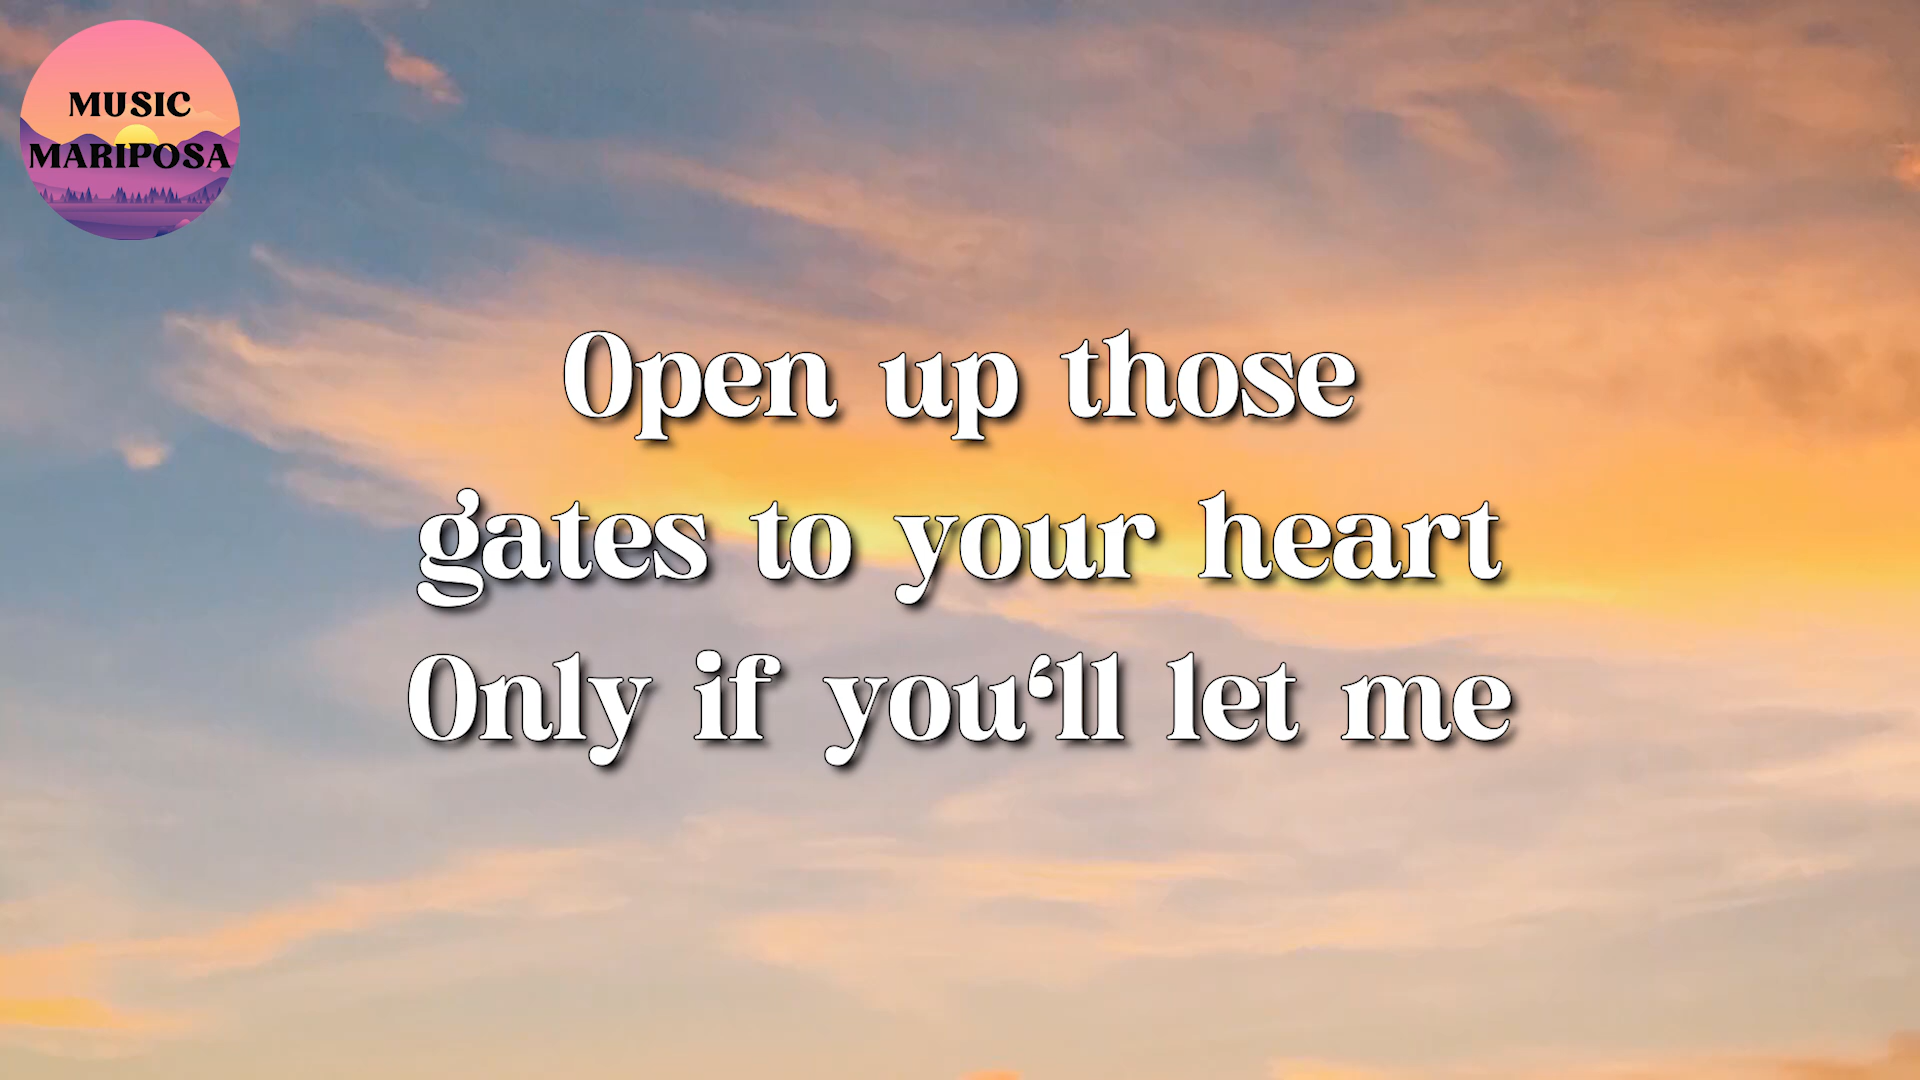 MUSIC
MARIPOSA
Open up those
gates to your heart
Only if you‘ll let me